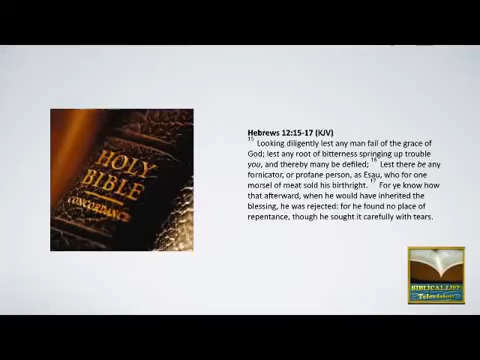 HOLY
BIBLE
CONCORDANCE
Hebrews 12:15-17 (KJV)
15 Looking diligently lest any man fail of the grace of
God; lest any root of bitterness springing up trouble
you, and thereby many be defiled; 16 Lest there be any
fornicator, or profane person, as Esau, who for one
morsel of meat sold his birthright. 17 For ye know how
that afterward, when he would have inherited the
blessing, he was rejected: for he found no place of
repentance, though he sought it carefully with tears.
BIBLICAL LIFE
Television